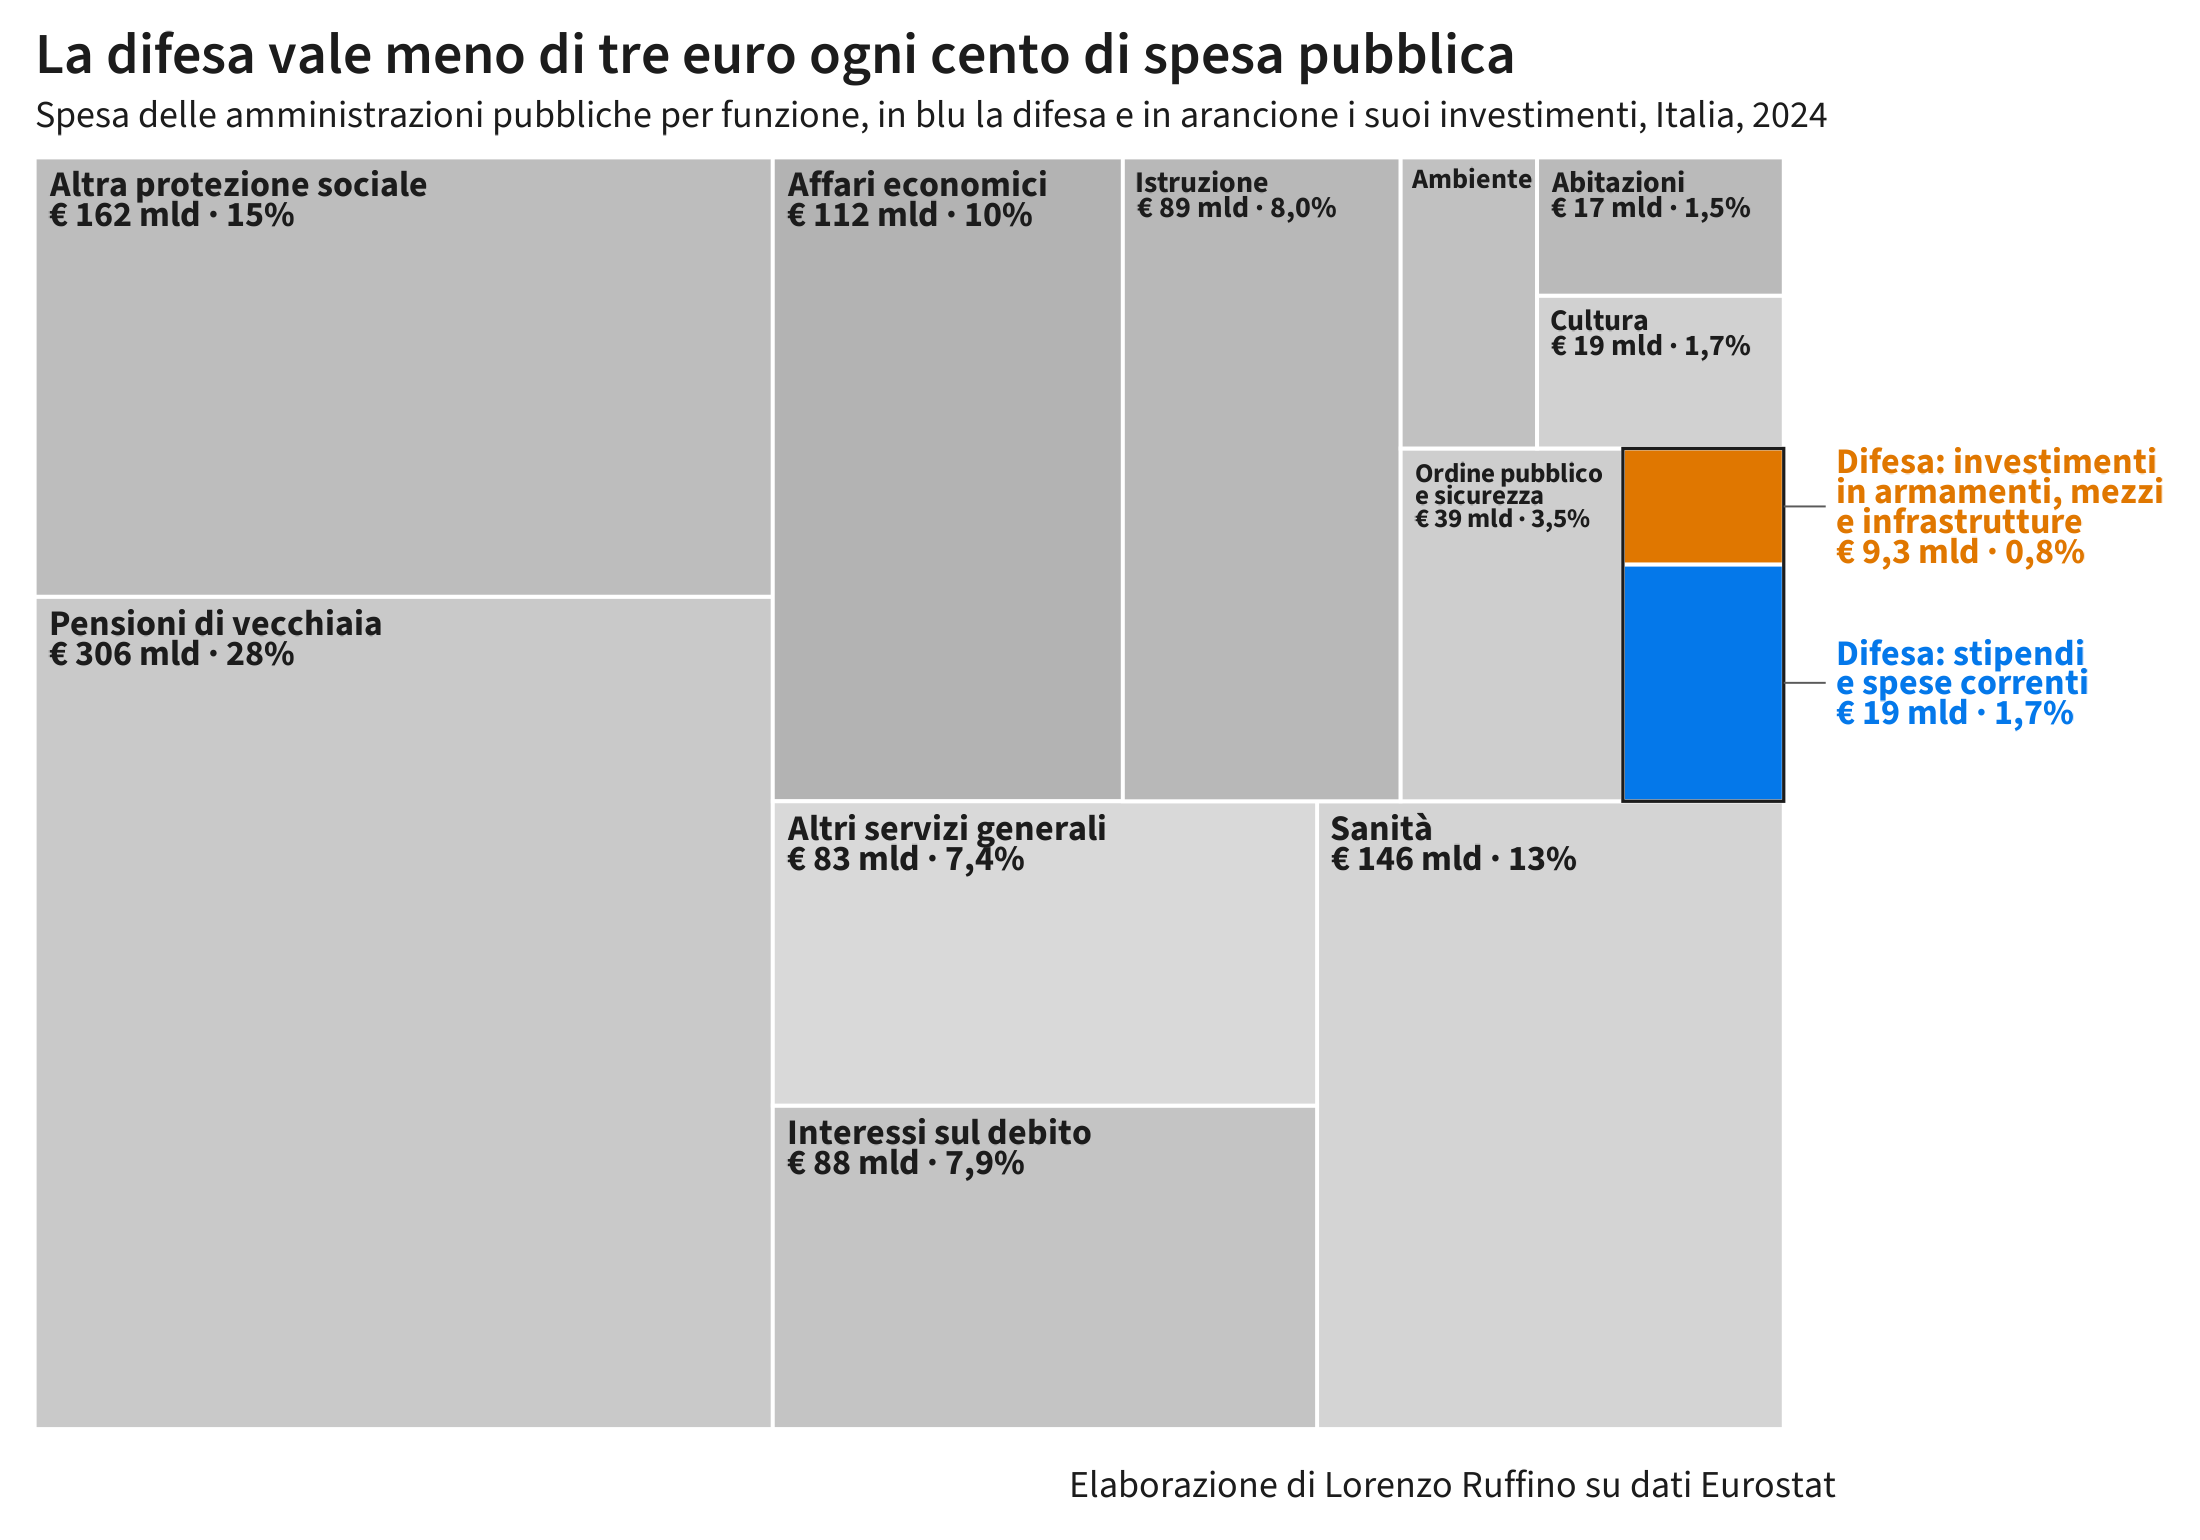 La difesa vale meno di tre euro ogni cento di spesa pubblica
Spesa delle amministrazioni pubbliche per funzione, in blu la difesa e in arancione i suoi investimenti, Italia, 2024
Altra protezione sociale
€ 162 mld · 15%
Pensioni di vecchiaia
€ 306 mld · 28%
Affari economici
€ 112 mld · 10%
Istruzione
€ 89 mld · 8,0%
Ambiente
Abitazioni
€ 17 mld · 1,5%
Cultura
€ 19 mld · 1,7%
Ordine pubblico
e sicurezza
€ 39 mld · 3,5%
Difesa: investimenti
in armamenti, mezzi
e infrastrutture
€ 9,3 mld · 0,8%
Difesa: stipendi
e spese correnti
€ 19 mld · 1,7%
Altri servizi generali
€ 83 mld · 7,4%
Sanità
€ 146 mld · 13%
Interessi sul debito
€ 88 mld · 7,9%
Elaborazione di Lorenzo Ruffino su dati Eurostat